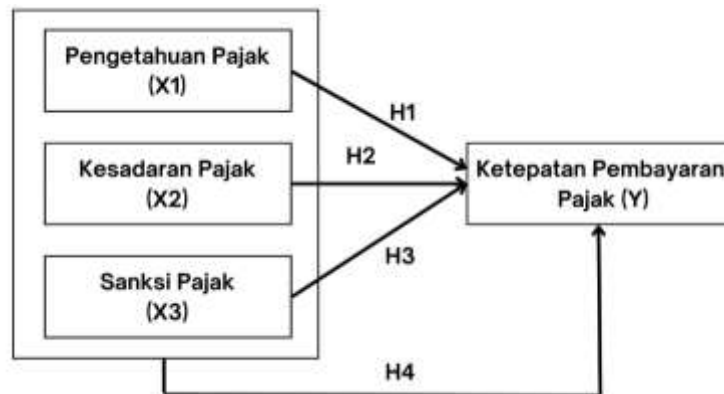 Pengetahuan Pajak
(X1)
H1
H2
Kesadaran Pajak
(X2)
Ketepatan Pembayaran
Pajak (Y)
H3
Sanksi Pajak
(X3)
H4